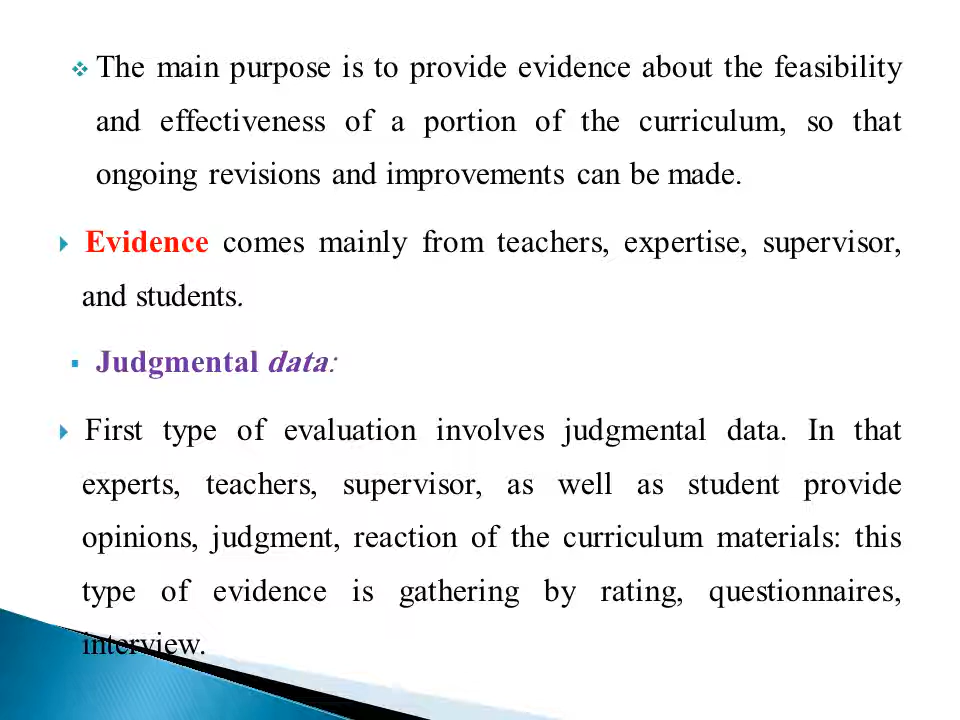 The main purpose is to provide evidence about the feasibility
and effectiveness of a portion of the curriculum, so that
ongoing revisions and improvements can be made.
Evidence comes mainly from teachers, expertise, supervisor,
and students.
Judgmental data:
First type of evaluation involves judgmental data. In that
experts, teachers, supervisor, as well as student provide
opinions, judgment, reaction of the curriculum materials: this
type of evidence is gathering by rating, questionnaires,
interview.